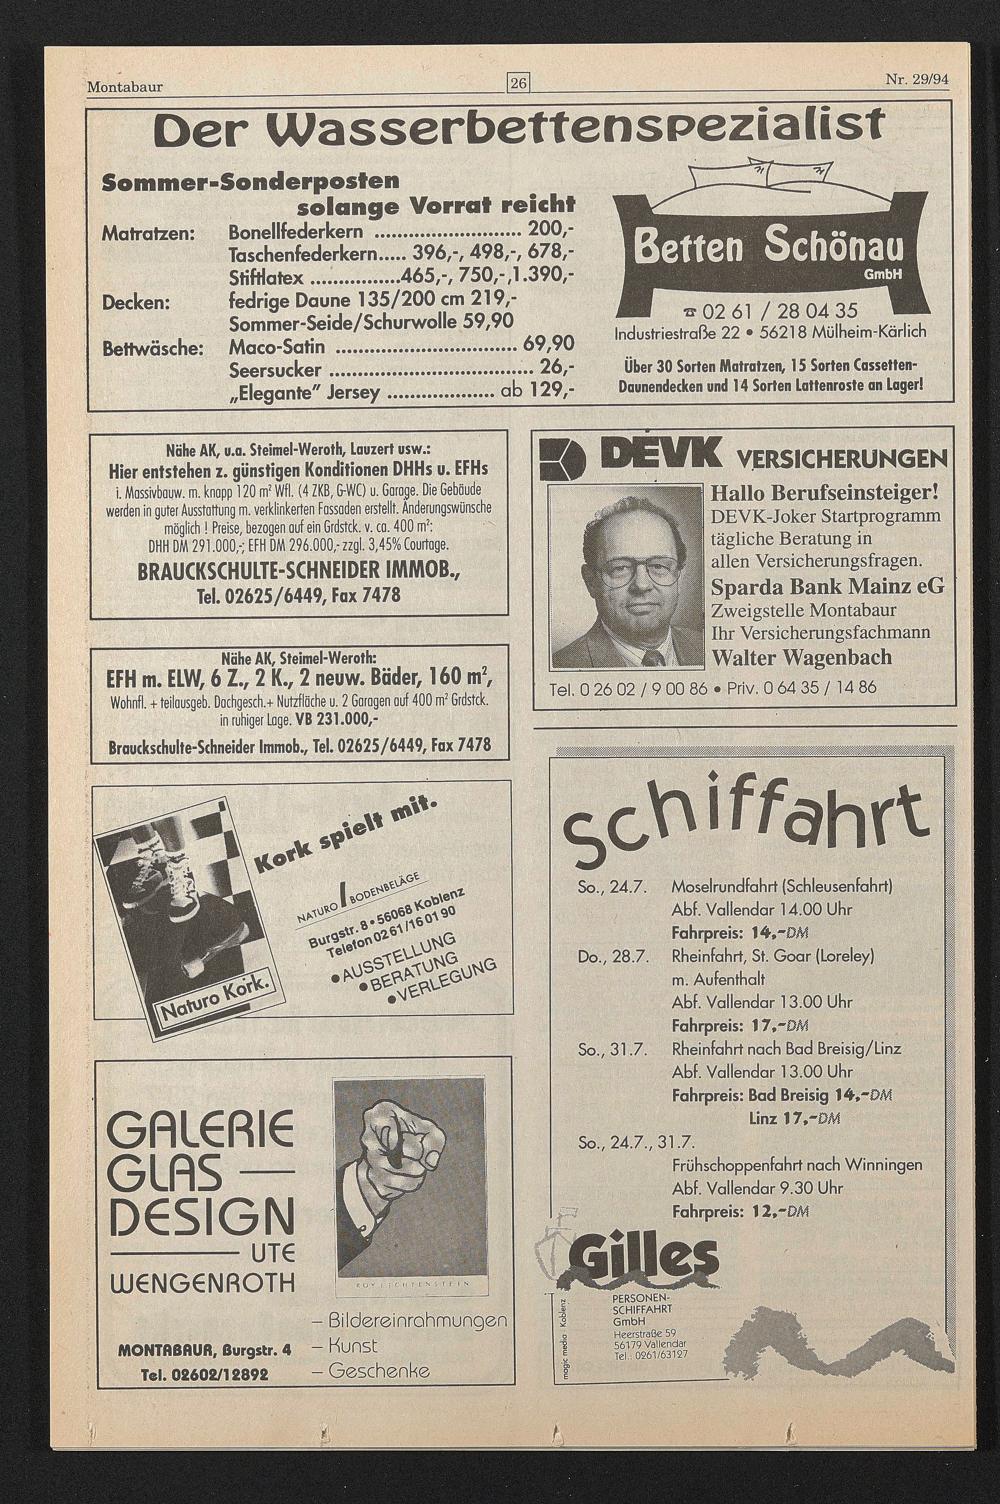 Montabaur
26
Nr. 29/94
Der Wasserbettenspezialist
Sommer-Sonderposten
solange Vorrat reicht
Matratzen: Bonellfederkern .......................... 200,-
Taschenfederkern..... 396,-, 498,-, 678,-
Stiftlatex .................465,-, 750,-,1.390,-
Decken: fedrige Daune 135/200 cm 219,-
Sommer-Seide/Schurwolle 59,90
Bettwäsche: Maco-Satin ................................ 69,90
Seersucker .................................... 26,-
„Elegante” Jersey .................... ab 129,-
Betten Schönau
GmbH
☎ 02 61 / 28 04 35
Industriestraße 22 • 56218 Mülheim-Kärlich
Über 30 Sorten Matratzen, 15 Sorten Cassetten-
Daunendecken und 14 Sorten Lattenroste an Lager!
Nähe AK, u.a. Steimel-Weroth, Lauzert usw.:
Hier entstehen z. günstigen Konditionen DHHs u. EFHs
i. Massivbauw. m. knapp 120 m² Wfl. (4 ZKB, G-WC) u. Garage. Die Gebäude
werden in guter Ausstattung m. verklinkerten Fassaden erstellt. Änderungswünsche
möglich ! Preise, bezogen auf ein Grdstck. v. ca. 400 m²:
DHH DM 291.000,-; EFH DM 296.000,- zzgl. 3,45% Courtage.
BRAUCKSCHULTE-SCHNEIDER IMMOB.,
Tel. 02625/6449, Fax 7478
Nähe AK, Steimel-Weroth:
EFH m. ELW, 6 Z., 2 K., 2 neuw. Bäder, 160 m²,
Wohnfl. + teilausgeb. Dachgesch.+ Nutzfläche u. 2 Garagen auf 400 m² Grdstck.
in ruhiger Lage. VB 231.000,-
Brauckschulte-Schneider Immob., Tel. 02625/6449, Fax 7478
DEVK VERSICHERUNGEN
Hallo Berufseinsteiger!
DEVK-Joker Startprogramm
tägliche Beratung in
allen Versicherungsfragen.
Sparda Bank Mainz eG
Zweigstelle Montabaur
Ihr Versicherungsfachmann
Walter Wagenbach
Tel. 0 26 02 / 9 00 86 • Priv. 0 64 35 / 14 86
Kork spielt mit.
NATURO BODENBELÄGE
Burgstr. 8 • 56068 Koblenz
Telefon 02 61/16 01 90
• AUSSTELLUNG
• BERATUNG
• VERLEGUNG
Naturo Kork.
GALERIE
GLAS —
DESIGN
UTE
WENGENROTH
ROY LICHTENSTEIN
MONTABAUR, Burgstr. 4
Tel. 02602/12892
– Bildereinrahmungen
– Kunst
– Geschenke
Schiffahrt
So., 24.7. Moselrundfahrt (Schleusenfahrt)
Abf. Vallendar 14.00 Uhr
Fahrpreis: 14,-DM
Do., 28.7. Rheinfahrt, St. Goar (Loreley)
m. Aufenthalt
Abf. Vallendar 13.00 Uhr
Fahrpreis: 17,-DM
So., 31.7. Rheinfahrt nach Bad Breisig/Linz
Abf. Vallendar 13.00 Uhr
Fahrpreis: Bad Breisig 14,-DM
Linz 17,-DM
So., 24.7., 31.7.
Frühschoppenfahrt nach Winningen
Abf. Vallendar 9.30 Uhr
Fahrpreis: 12,-DM
Gilles
PERSONEN-
SCHIFFAHRT
GmbH
Heerstraße 59
56179 Vallendar
Tel.: 0261/63127
magic media Koblenz